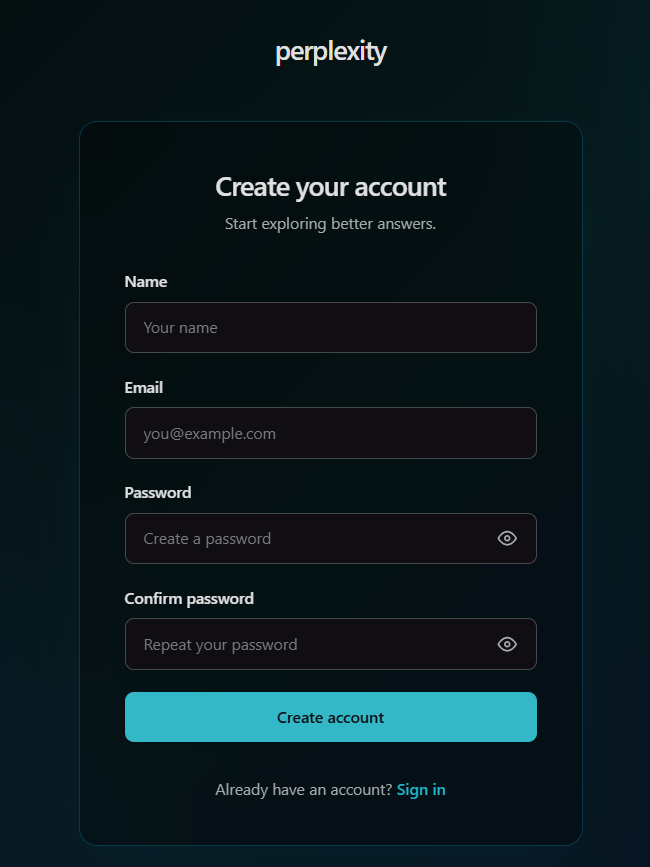 perplexity
Create your account
Start exploring better answers.
Name
Your name
Email
you@example.com
Password
Create a password
Confirm password
Repeat your password
Create account
Already have an account? Sign in